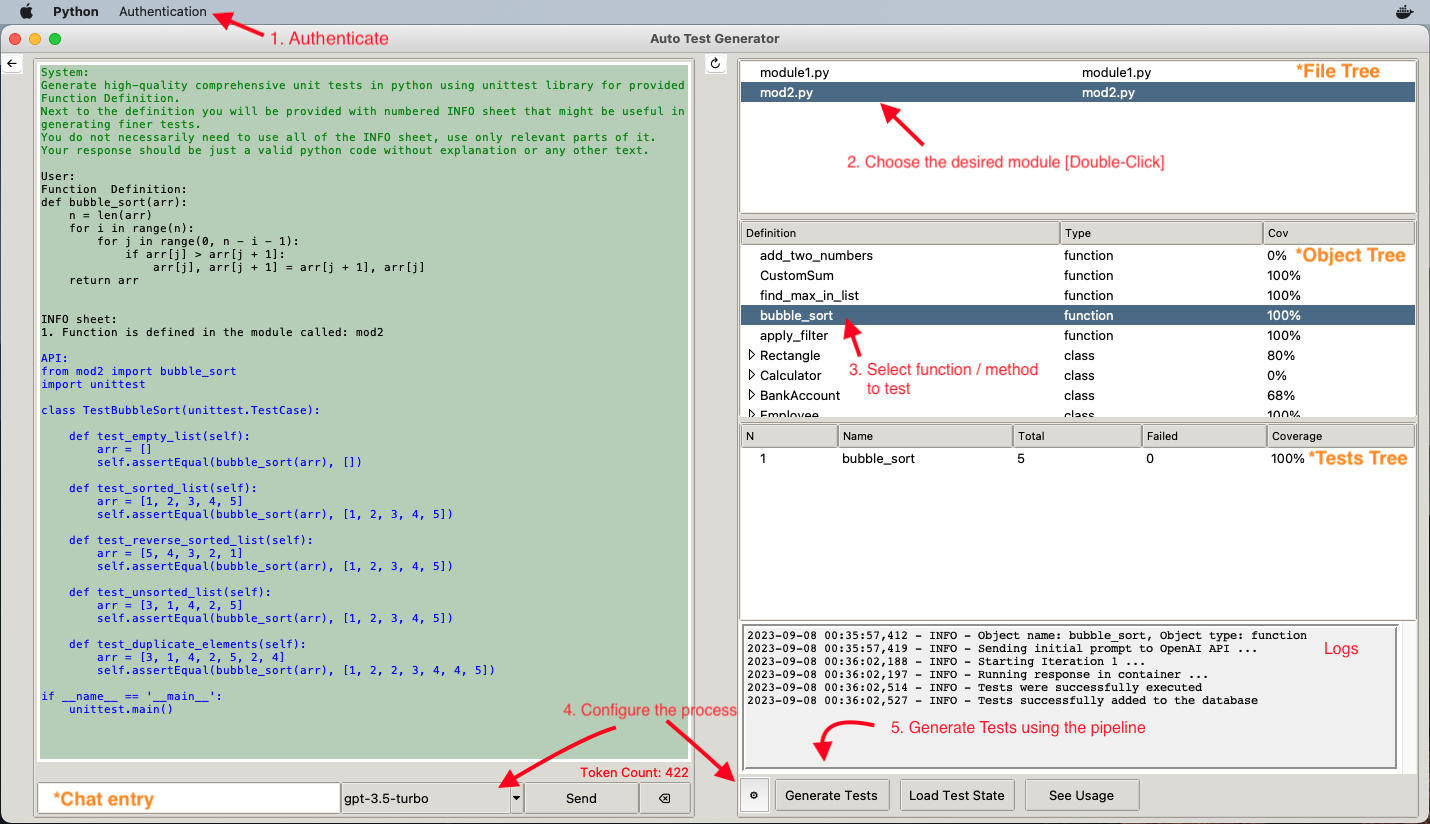 Python Authentication
1. Authenticate
Auto Test Generator
System:
Generate high-quality comprehensive unit tests in python using unittest library for provided
Function Definition.
Next to the definition you will be provided with numbered INFO sheet that might be useful in
generating finer tests.
You do not necessarily need to use all of the INFO sheet, use only relevant parts of it.
Your response should be just a valid python code without explanation or any other text.
User:
Function  Definition:
def bubble_sort(arr):
    n = len(arr)
    for i in range(n):
        for j in range(0, n - i - 1):
            if arr[j] > arr[j + 1]:
                arr[j], arr[j + 1] = arr[j + 1], arr[j]
    return arr
INFO sheet:
1. Function is defined in the module called: mod2
API:
from mod2 import bubble_sort
import unittest
class TestBubbleSort(unittest.TestCase):
    def test_empty_list(self):
        arr = []
        self.assertEqual(bubble_sort(arr), [])
    def test_sorted_list(self):
        arr = [1, 2, 3, 4, 5]
        self.assertEqual(bubble_sort(arr), [1, 2, 3, 4, 5])
    def test_reverse_sorted_list(self):
        arr = [5, 4, 3, 2, 1]
        self.assertEqual(bubble_sort(arr), [1, 2, 3, 4, 5])
    def test_unsorted_list(self):
        arr = [3, 1, 4, 2, 5]
        self.assertEqual(bubble_sort(arr), [1, 2, 3, 4, 5])
    def test_duplicate_elements(self):
        arr = [3, 1, 4, 2, 5, 2, 4]
        self.assertEqual(bubble_sort(arr), [1, 2, 2, 3, 4, 4, 5])
if __name__ == '__main__':
    unittest.main()
4. Configure the process
Token Count: 422
*Chat entry
gpt-3.5-turbo
Send
module1.py module1.py *File Tree
mod2.py mod2.py
2. Choose the desired module [Double-Click]
Definition Type Cov
add_two_numbers function 0% *Object Tree
CustomSum function 100%
find_max_in_list function 100%
bubble_sort function 100%
apply_filter function 100%
Rectangle class 80%
Calculator class 0%
BankAccount class 68%
Employee class 100%
3. Select function / method
to test
N Name Total Failed Coverage
1 bubble_sort 5 0 100% *Tests Tree
2023-09-08 00:35:57,412 - INFO - Object name: bubble_sort, Object type: function
2023-09-08 00:35:57,419 - INFO - Sending initial prompt to OpenAI API ...
2023-09-08 00:36:02,188 - INFO - Starting Iteration 1 ...
2023-09-08 00:36:02,197 - INFO - Running response in container ...
2023-09-08 00:36:02,514 - INFO - Tests were successfully executed
2023-09-08 00:36:02,527 - INFO - Tests successfully added to the database
Logs
5. Generate Tests using the pipeline
Generate Tests
Load Test State
See Usage